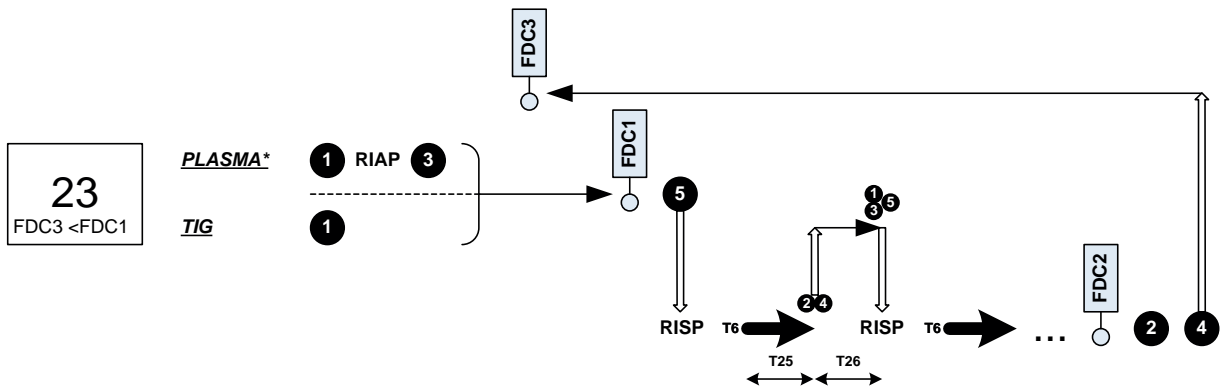 FDC3
FDC1
23
FDC3 <FDC1
PLASMA*
1 RIAP 3
TIG
1
5
1
3 5
2 4
RISP
T6
RISP
T6
...
FDC2
2
4
T25
T26